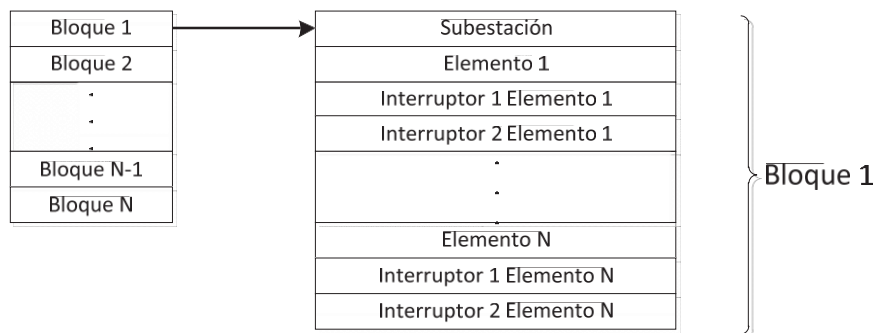 Bloque 1
Bloque 2
.
.
.
Bloque N-1
Bloque N
Subestación
Elemento 1
Interruptor 1 Elemento 1
Interruptor 2 Elemento 1
.
.
.
Elemento N
Interruptor 1 Elemento N
Interruptor 2 Elemento N
Bloque 1